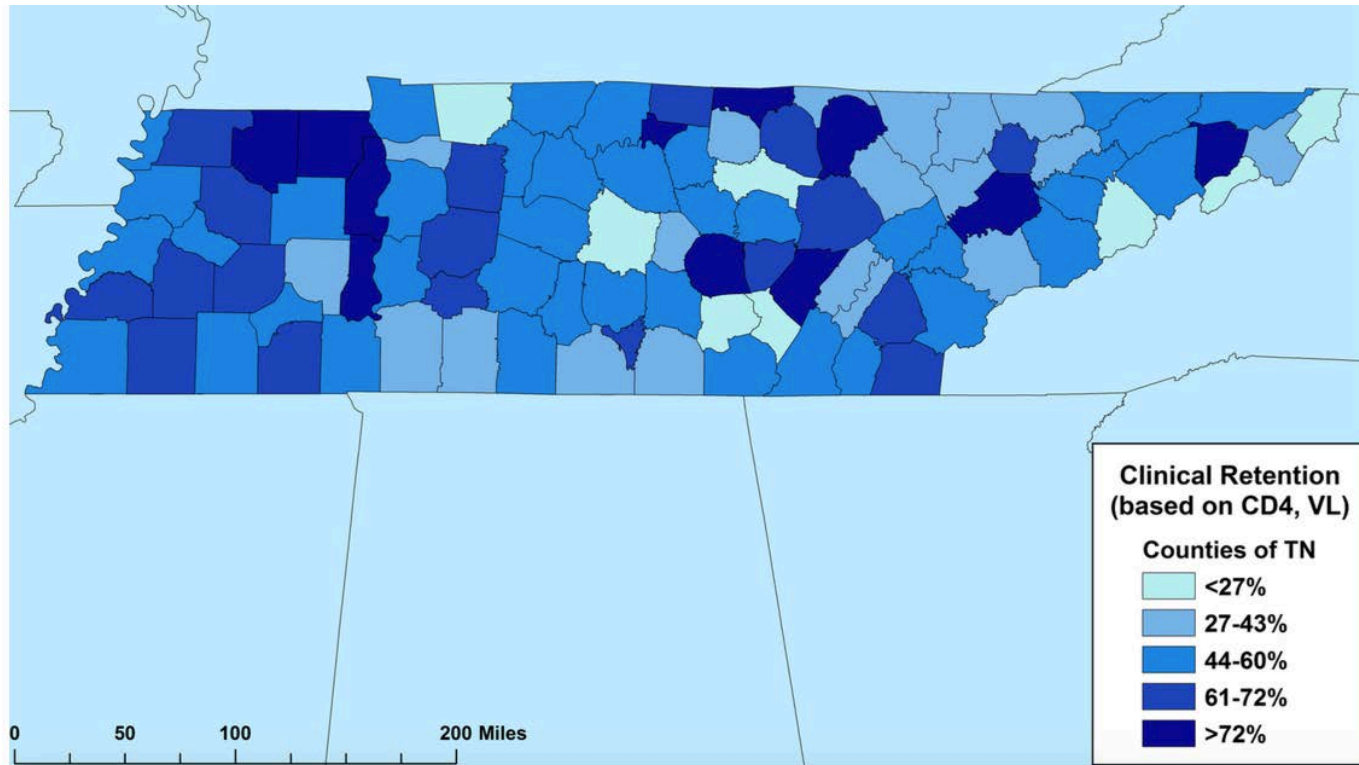 Clinical Retention
(based on CD4, VL)
Counties of TN
<27%
27-43%
44-60%
61-72%
>72%
0 50 100 200 Miles